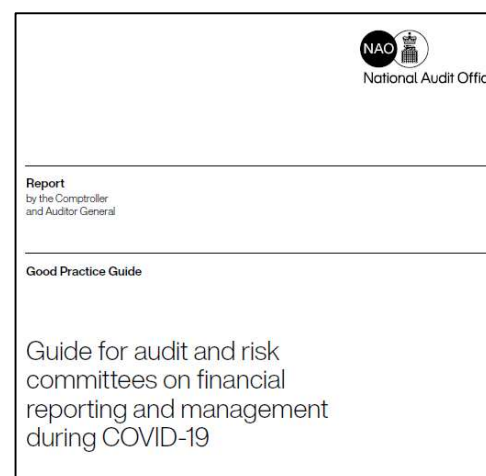 NAO
National Audit Offic
Report
by the Comptroller
and Auditor General
Good Practice Guide
Guide for audit and risk
committees on financial
reporting and management
during COVID-19